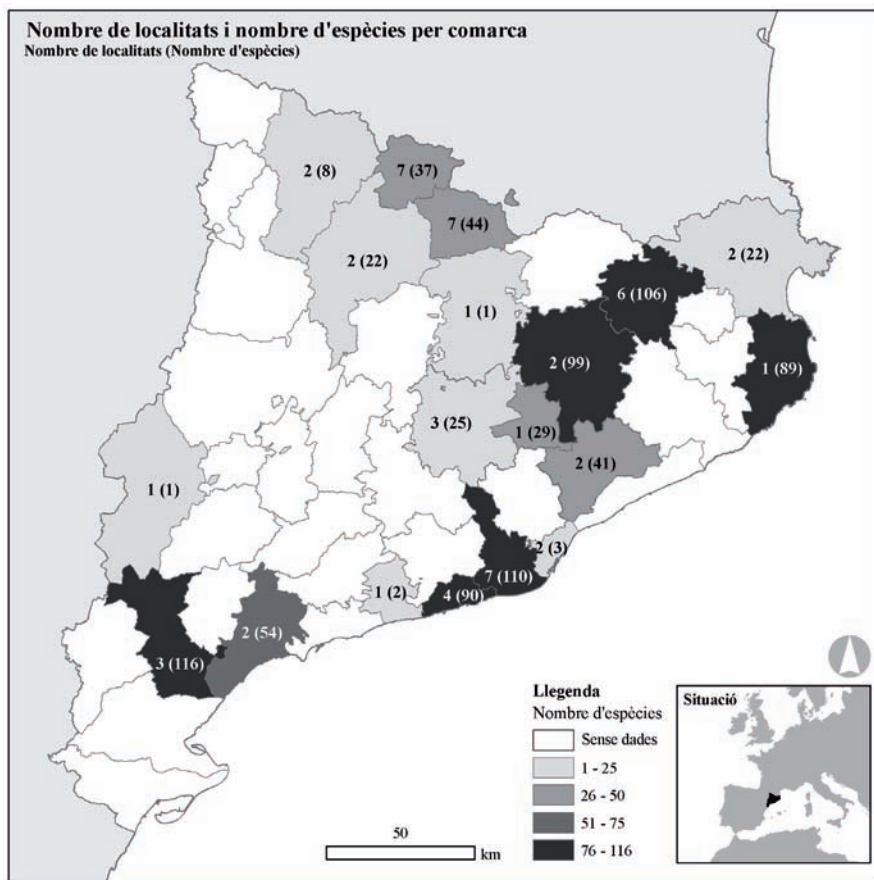 Nombre de localitats i nombre d'espècies per comarca
Nombre de localitats (Nombre d'espècies)
2 (8)
7 (37)
7 (44)
2 (22)
2 (22)
6 (106)
1 (1)
2 (99)
1 (89)
3 (25)
1 (29)
2 (41)
1 (1)
2 (3)
7 (110)
1 (2)
4 (90)
2 (54)
3 (116)
Llegenda
Nombre d'espècies
Sense dades
1 - 25
26 - 50
51 - 75
76 - 116
50
km
Situació